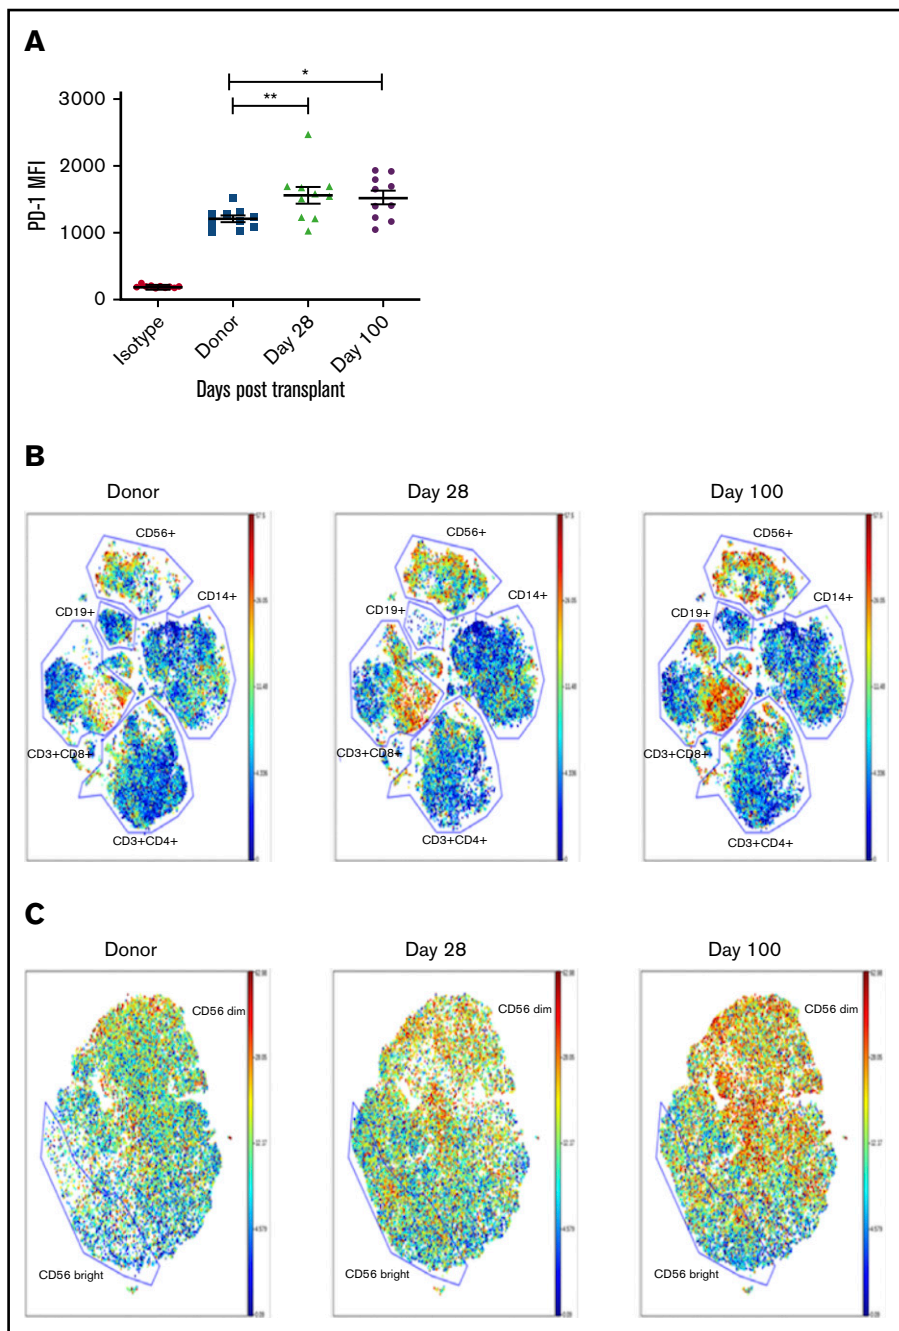 A
*
**
3000
2000
1000
0
PD-1 MFI
Isotype
Donor
Day 28
Day 100
Days post transplant
B
Donor
Day 28
Day 100
CD56+
CD56+
CD56+
CD19+
CD14+
CD19+
CD14+
CD19+
CD14+
CD3+CD8+
CD3+CD8+
CD3+CD8+
CD3+CD4+
CD3+CD4+
CD3+CD4+
C
Donor
Day 28
Day 100
CD56 dim
CD56 dim
CD56 dim
CD56 bright
CD56 bright
CD56 bright